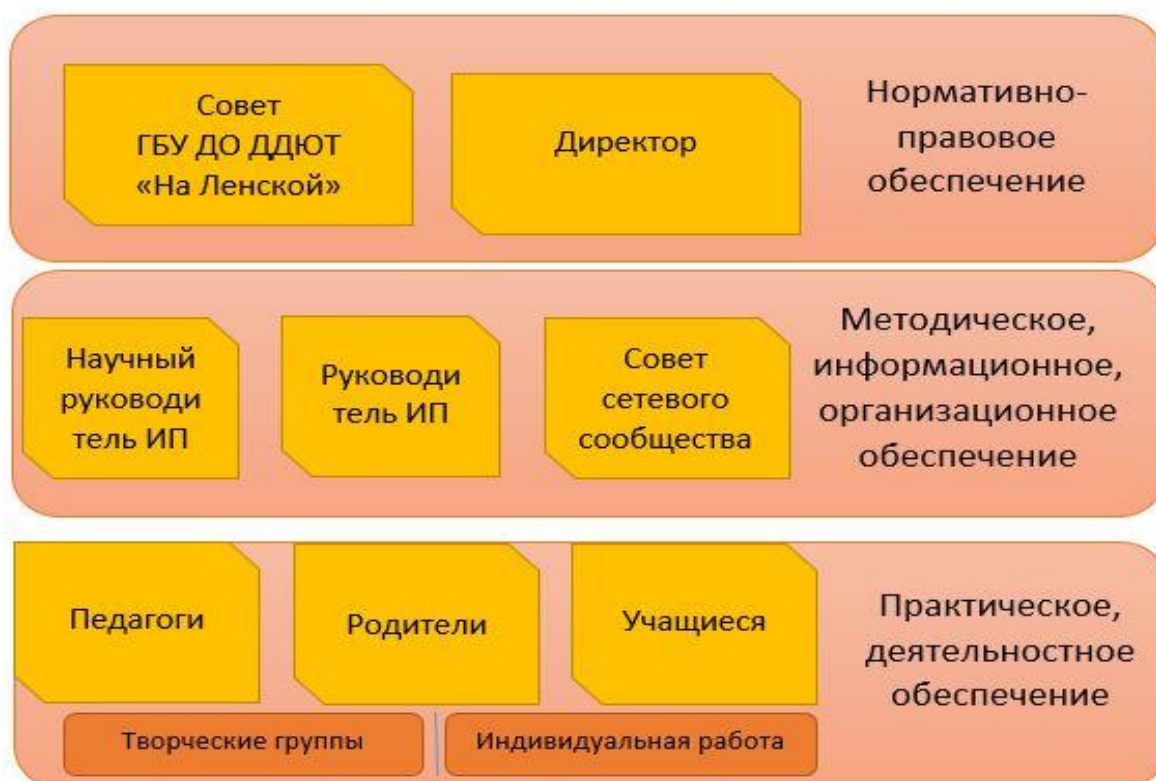 Совет
ГБУ ДО ДДЮТ
«На Ленской»
Директор
Нормативно-
правовое
обеспечение
Научный
руководи
тель ИП
Руководи
тель ИП
Совет
сетевого
сообщества
Методическое,
информационное,
организационное
обеспечение
Педагоги
Родители
Учащиеся
Практическое,
деятельностное
обеспечение
Творческие группы
Индивидуальная работа